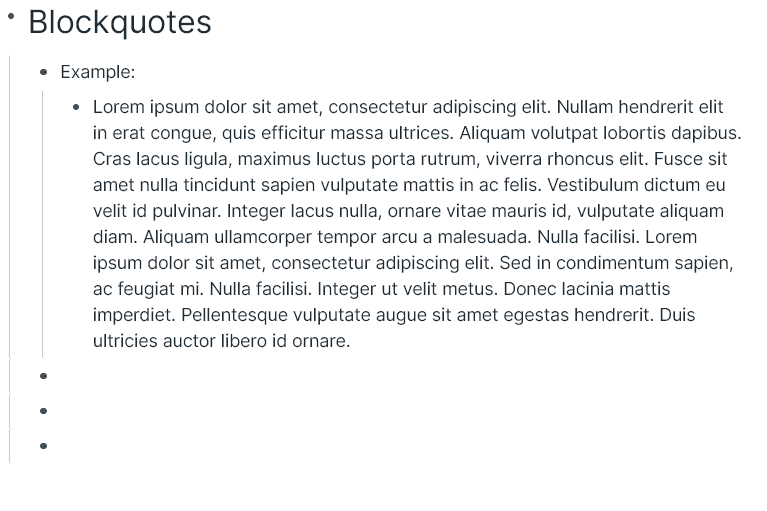 Blockquotes
Example:
Lorem ipsum dolor sit amet, consectetur adipiscing elit. Nullam hendrerit elit
in erat congue, quis efficitur massa ultrices. Aliquam volutpat lobortis dapibus.
Cras lacus ligula, maximus luctus porta rutrum, viverra rhoncus elit. Fusce sit
amet nulla tincidunt sapien vulputate mattis in ac felis. Vestibulum dictum eu
velit id pulvinar. Integer lacus nulla, ornare vitae mauris id, vulputate aliquam
diam. Aliquam ullamcorper tempor arcu a malesuada. Nulla facilisi. Lorem
ipsum dolor sit amet, consectetur adipiscing elit. Sed in condimentum sapien,
ac feugiat mi. Nulla facilisi. Integer ut velit metus. Donec lacinia mattis
imperdiet. Pellentesque vulputate augue sit amet egestas hendrerit. Duis
ultricies auctor libero id ornare.